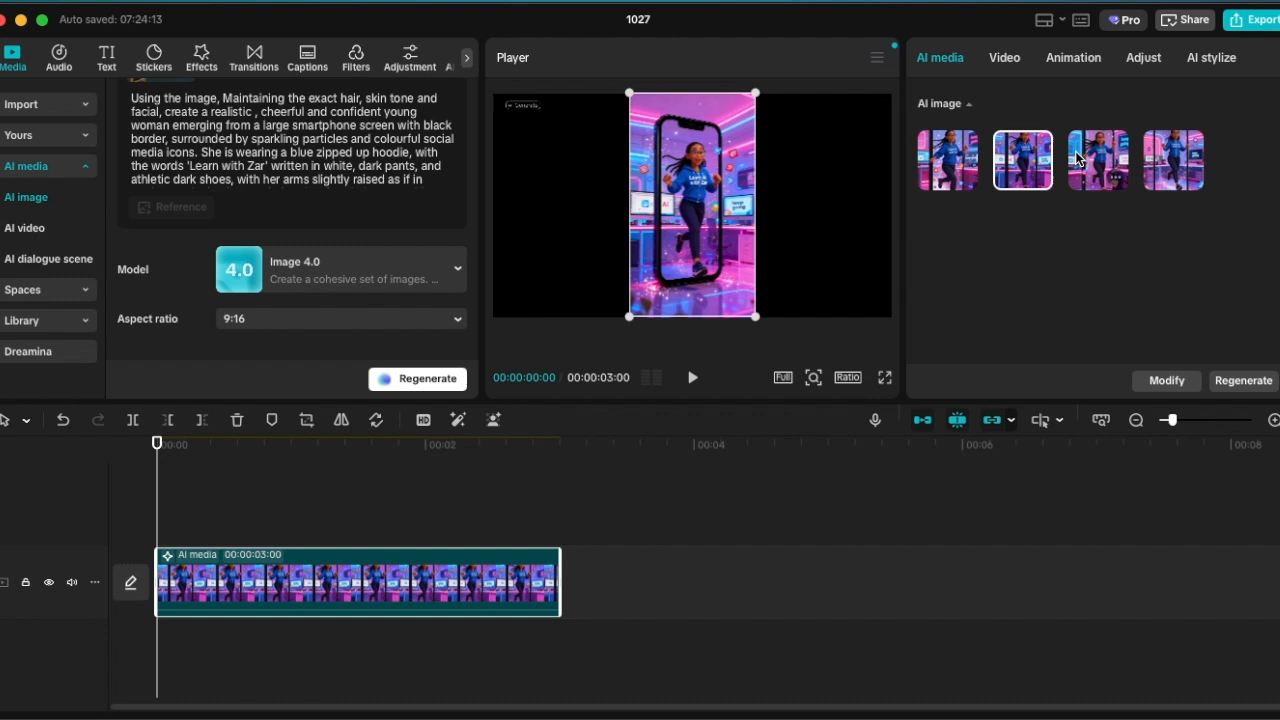 Auto saved: 07:24:13
1027
Pro
Share
Export
Media
Audio
Text
Stickers
Effects
Transitions
Captions
Filters
Adjustment
Player
AI media
Video
Animation
Adjust
AI stylize
Import
Yours
AI media
AI image
AI video
AI dialogue scene
Spaces
Library
Dreamina
Using the image, Maintaining the exact hair, skin tone and
facial, create a realistic , cheerful and confident young
woman emerging from a large smartphone screen with black
border, surrounded by sparkling particles and colourful social
media icons. She is wearing a blue zipped up hoodie, with
the words 'Learn with Zar' written in white, dark pants, and
athletic dark shoes, with her arms slightly raised as if in
Reference
Model
4.0
Image 4.0
Create a cohesive set of images. ...
Aspect ratio
9:16
Regenerate
AI image
00:00:00:00 / 00:00:03:00
Full
Ratio
Modify
Regenerate
HD
00:00
00:02
00:04
00:06
00:08
AI media 00:00:03:00